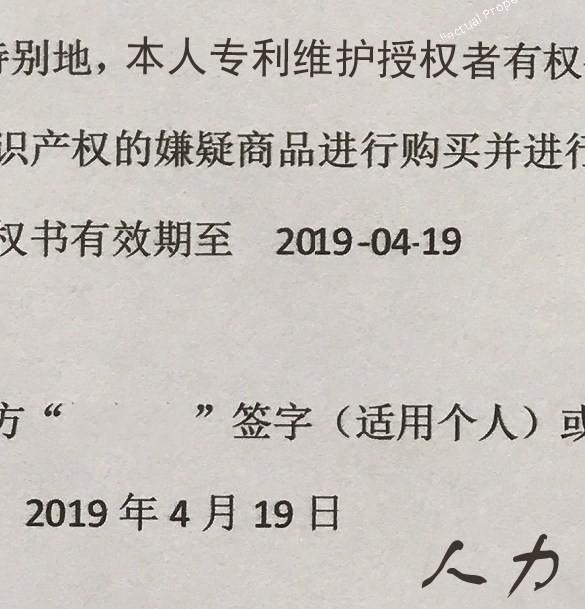 llectual Prope
特别地，本人专利维护授权者有权
识产权的嫌疑商品进行购买并进行
权书有效期至 2019-04-19
方“ ”签字（适用个人）或
2019 年 4 月 19 日
人力